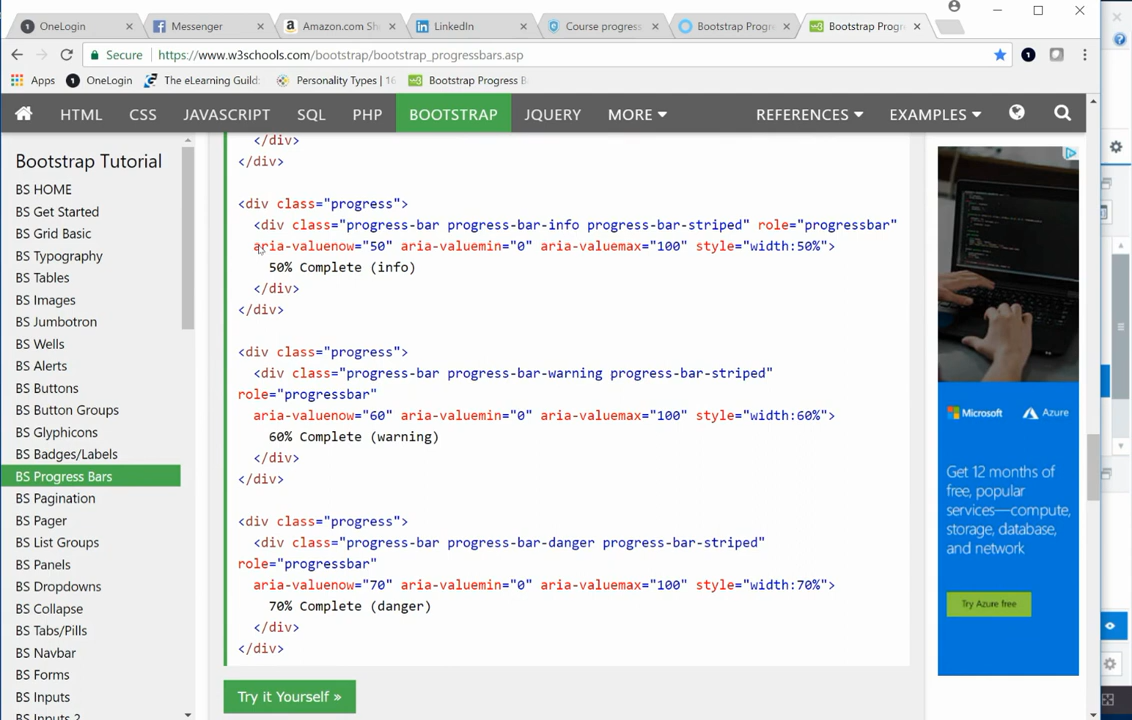 OneLogin
Messenger
Amazon.com Sh
LinkedIn
Course progress
Bootstrap Progr
Bootstrap Prog
Secure
https://www.w3schools.com/bootstrap/bootstrap_progressbars.asp
Apps
OneLogin
The eLearning Guild:
Personality Types | 16
Bootstrap Progress B
HTML
CSS
JAVASCRIPT
SQL
PHP
BOOTSTRAP
JQUERY
MORE
REFERENCES
EXAMPLES
Bootstrap Tutorial
BS HOME
BS Get Started
BS Grid Basic
BS Typography
BS Tables
BS Images
BS Jumbotron
BS Wells
BS Alerts
BS Buttons
BS Button Groups
BS Glyphicons
BS Badges/Labels
BS Progress Bars
BS Pagination
BS Pager
BS List Groups
BS Panels
BS Dropdowns
BS Collapse
BS Tabs/Pills
BS Navbar
BS Forms
BS Inputs
BS Inputs 2
</div>
</div>
<div class="progress">
<div class="progress-bar progress-bar-info progress-bar-striped" role="progressbar"
aria-valuenow="50" aria-valuemin="0" aria-valuemax="100" style="width:50%">
50% Complete (info)
</div>
</div>
<div class="progress">
<div class="progress-bar progress-bar-warning progress-bar-striped"
role="progressbar"
aria-valuenow="60" aria-valuemin="0" aria-valuemax="100" style="width:60%">
60% Complete (warning)
</div>
</div>
<div class="progress">
<div class="progress-bar progress-bar-danger progress-bar-striped"
role="progressbar"
aria-valuenow="70" aria-valuemin="0" aria-valuemax="100" style="width:70%">
70% Complete (danger)
</div>
</div>
Try it Yourself »
Microsoft
Azure
Get 12 months of
free, popular
services—compute,
storage, database,
and network
Try Azure free